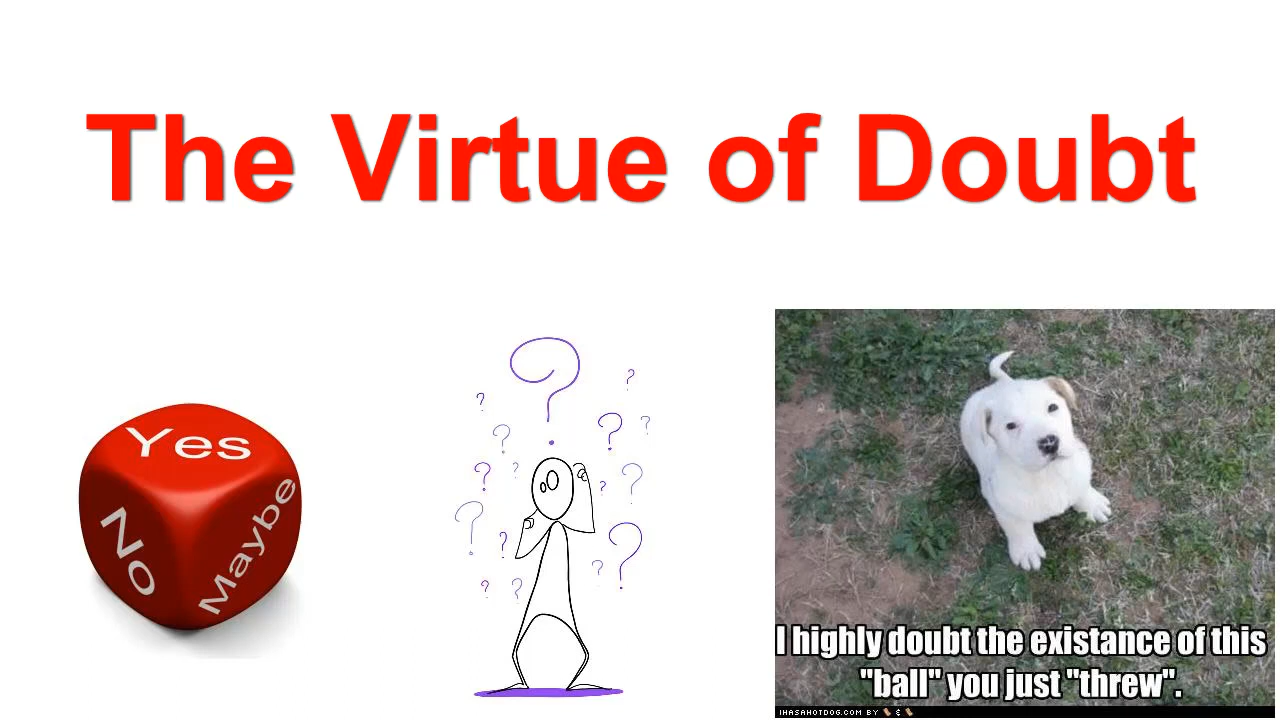 The Virtue of Doubt
Yes
No
Maybe
?
? ?
? ? ?
? ? ? ?
? ?
? ? ?
? ? ?
I highly doubt the existance of this
"ball" you just "threw".
IHASAHOTDOG.COM BY &